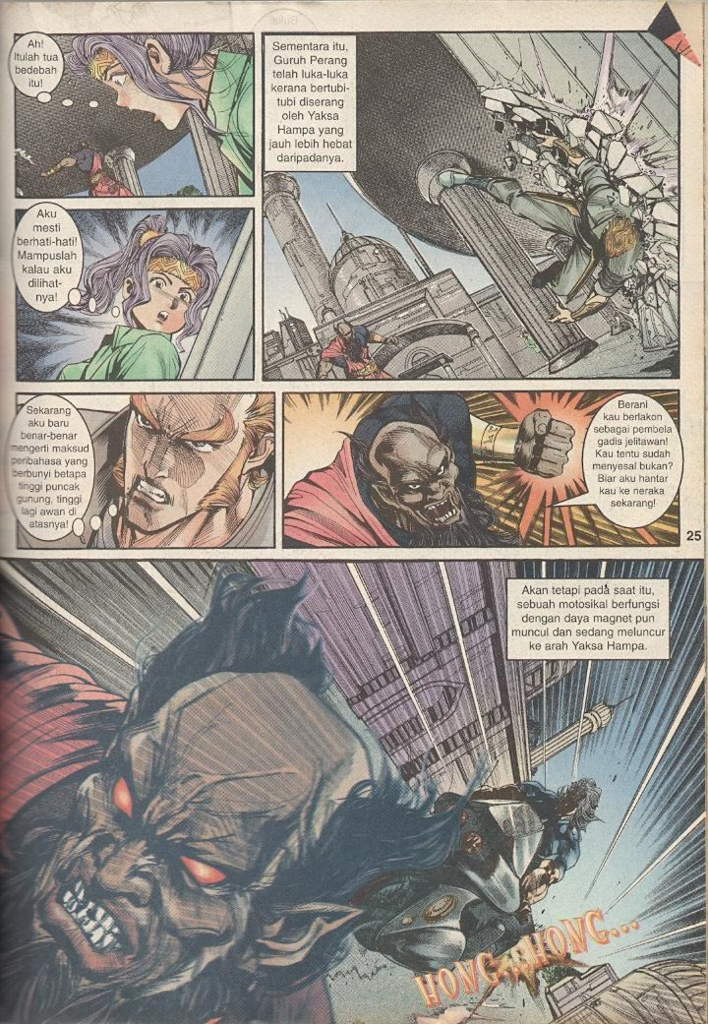 Ah!
Itulah tua
bedebah
itu!
Sementara itu,
Guruh Perang
telah luka-luka
kerana bertubi-
tubi diserang
oleh Yaksa
Hampa yang
jauh lebih hebat
daripadanya.
Aku
mesti
berhati-hati!
Mampuslah
kalau aku
dilihat-
nya!
Sekarang
aku baru
benar-benar
mengerti maksud
peribahasa yang
berbunyi betapa
tinggi puncak
gunung, tinggi
lagi awan di
atasnya!
Berani
kau berlakon
sebagai pembela
gadis jelitawan!
Kau tentu sudah
menyesal bukan?
Biar aku hantar
kau ke neraka
sekarang!
25
Akan tetapi pada saat itu,
sebuah motosikal berfungsi
dengan daya magnet pun
muncul dan sedang meluncur
ke arah Yaksa Hampa.